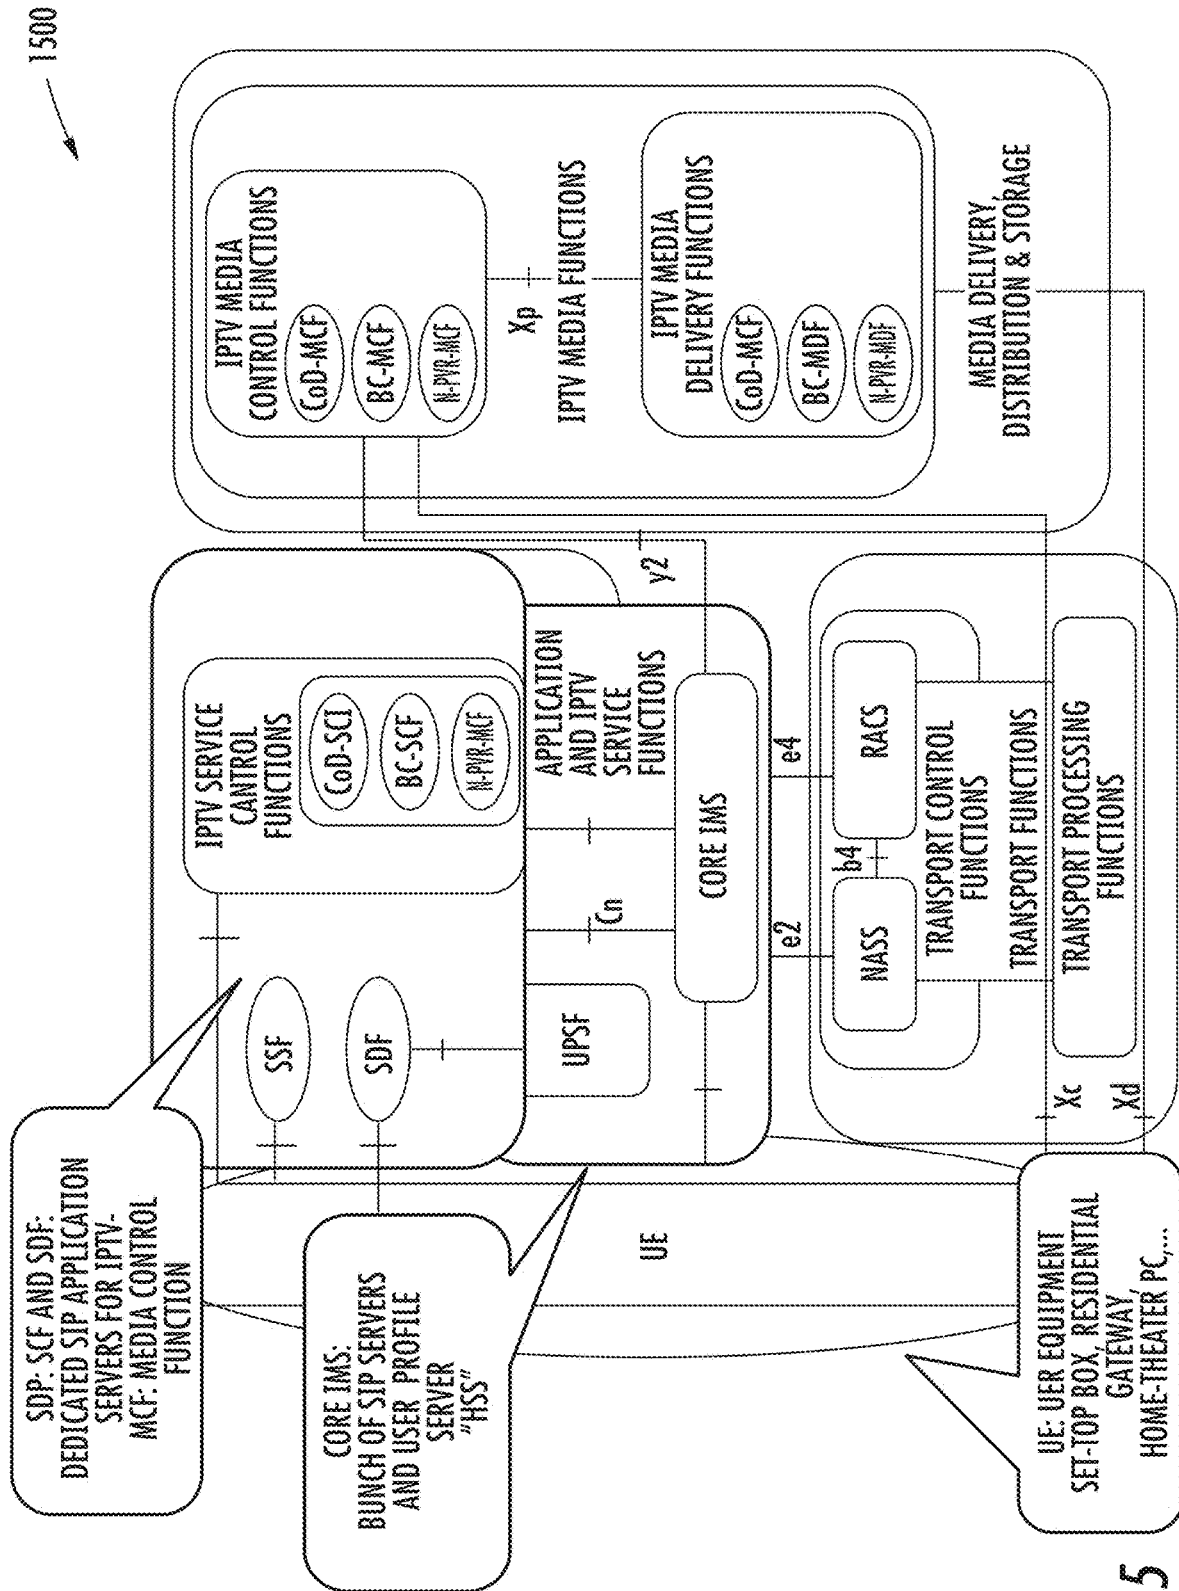 1500
SDP: SCF AND SDF:
DEDICATED SIP APPLICATION
SERVERS FOR IPTV-
MCF: MEDIA CONTROL
FUNCTION
SSF
SDF
IPTV SERVICE
CANTROL
FUNCTIONS
CoD-SCI
BC-SCF
N-PVR-MCF
IPTV MEDIA
CONTROL FUNCTIONS
CoD-MCF
BC-MCF
N-PVR-MCF
Xp
IPTV MEDIA FUNCTIONS
IPTV MEDIA
DELIVERY FUNCTIONS
CoD-MCF
BC-MDF
N-PVR-MDF
MEDIA DELIVERY,
DISTRIBUTION & STORAGE
CORE IMS:
BUNCH OF SIP SERVERS
AND USER PROFILE
SERVER
"HSS"
UPSF
Cn
APPLICATION
AND IPTV
SERVICE
FUNCTIONS
CORE IMS
y2
UE
e2
e4
NASS
b4
RACS
TRANSPORT CONTROL
FUNCTIONS
TRANSPORT FUNCTIONS
TRANSPORT PROCESSING
FUNCTIONS
Xc
Xd
UE: UER EQUIPMENT
SET-TOP BOX, RESIDENTIAL
GATEWAY,
HOME-THEATER PC,...
5